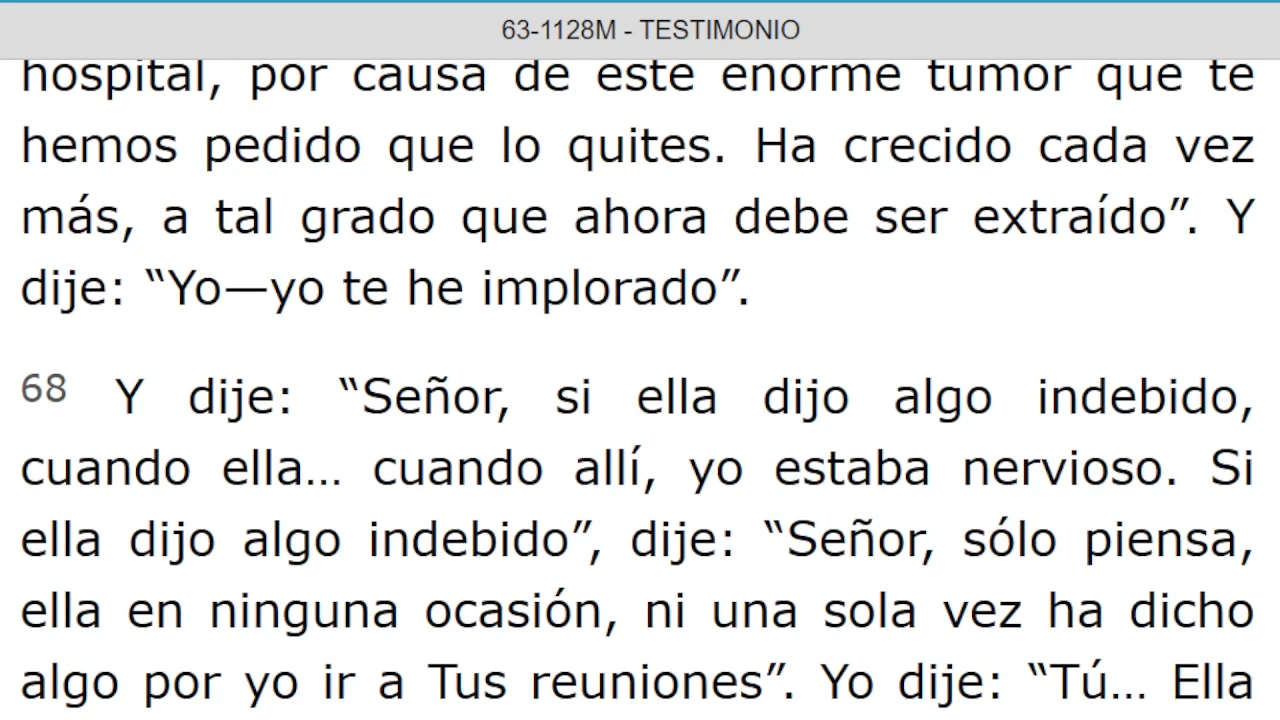 63-1128M - TESTIMONIO
hospital, por causa de este enorme tumor que te
hemos pedido que lo quites. Ha crecido cada vez
más, a tal grado que ahora debe ser extraído”. Y
dije: “Yo—yo te he implorado”.
68 Y dije: “Señor, si ella dijo algo indebido,
cuando ella… cuando allí, yo estaba nervioso. Si
ella dijo algo indebido”, dije: “Señor, sólo piensa,
ella en ninguna ocasión, ni una sola vez ha dicho
algo por yo ir a Tus reuniones”. Yo dije: “Tú… Ella